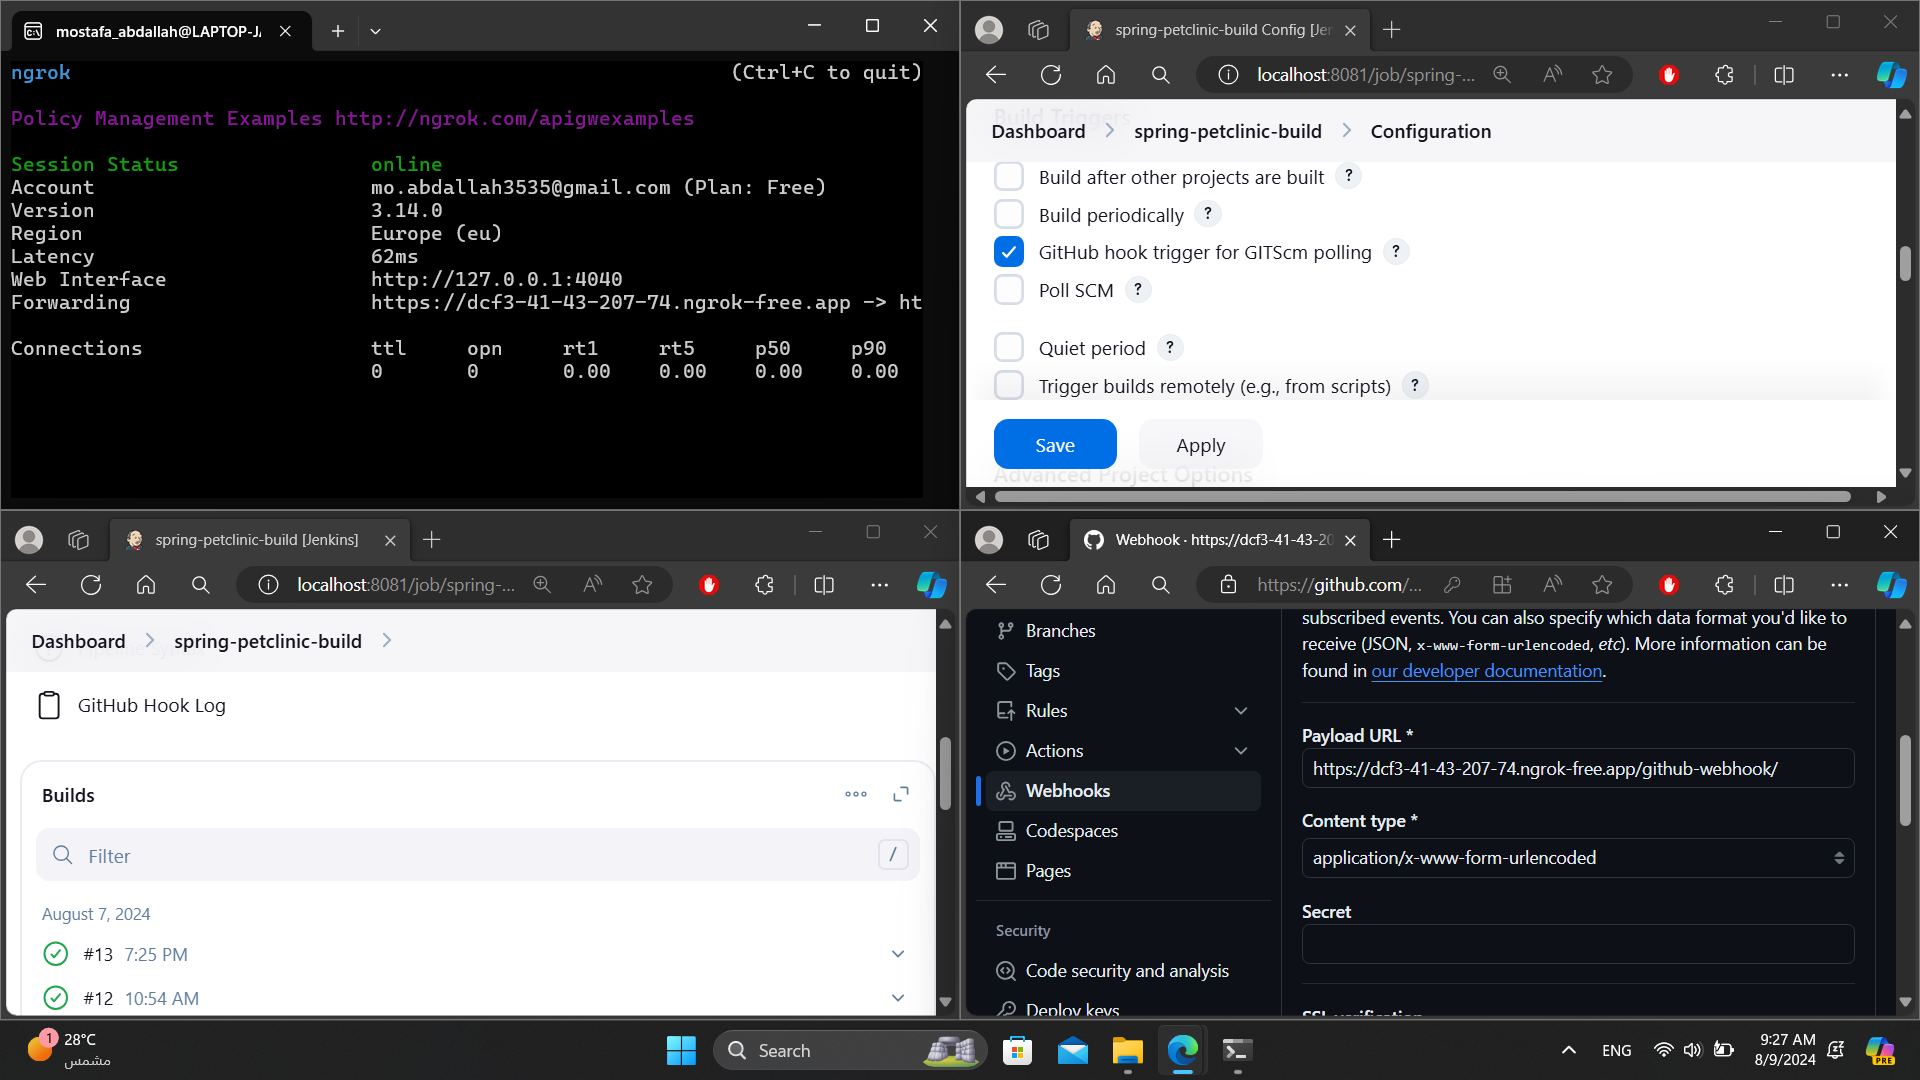 mostafa_abdallah@LAPTOP-J
ngrok (Ctrl+C to quit)
Policy Management Examples http://ngrok.com/apigwexamples
Session Status online
Account mo.abdallah3535@gmail.com (Plan: Free)
Version 3.14.0
Region Europe (eu)
Latency 62ms
Web Interface http://127.0.0.1:4040
Forwarding https://dcf3-41-43-207-74.ngrok-free.app -> ht
Connections ttl opn rt1 rt5 p50 p90
0 0 0.00 0.00 0.00 0.00
spring-petclinic-build Config [Jer
localhost:8081/job/spring-...
Build Triggers
Dashboard > spring-petclinic-build > Configuration
Build after other projects are built ?
Build periodically ?
GitHub hook trigger for GITScm polling ?
Poll SCM ?
Quiet period ?
Trigger builds remotely (e.g., from scripts) ?
Save Apply
Advanced Project Options
spring-petclinic-build [Jenkins]
localhost:8081/job/spring-...
Dashboard > spring-petclinic-build >
GitHub Hook Log
Builds
Filter /
August 7, 2024
#13 7:25 PM
#12 10:54 AM
Webhook · https://dcf3-41-43-20
https://github.com/...
Branches
Tags
Rules
Actions
Webhooks
Codespaces
Pages
Security
Code security and analysis
Deploy keys
subscribed events. You can also specify which data format you'd like to
receive (JSON, x-www-form-urlencoded, etc). More information can be
found in our developer documentation.
Payload URL *
https://dcf3-41-43-207-74.ngrok-free.app/github-webhook/
Content type *
application/x-www-form-urlencoded
Secret
SSL verification
1
28°C
مشمس
Search
PRE
ENG
9:27 AM
8/9/2024